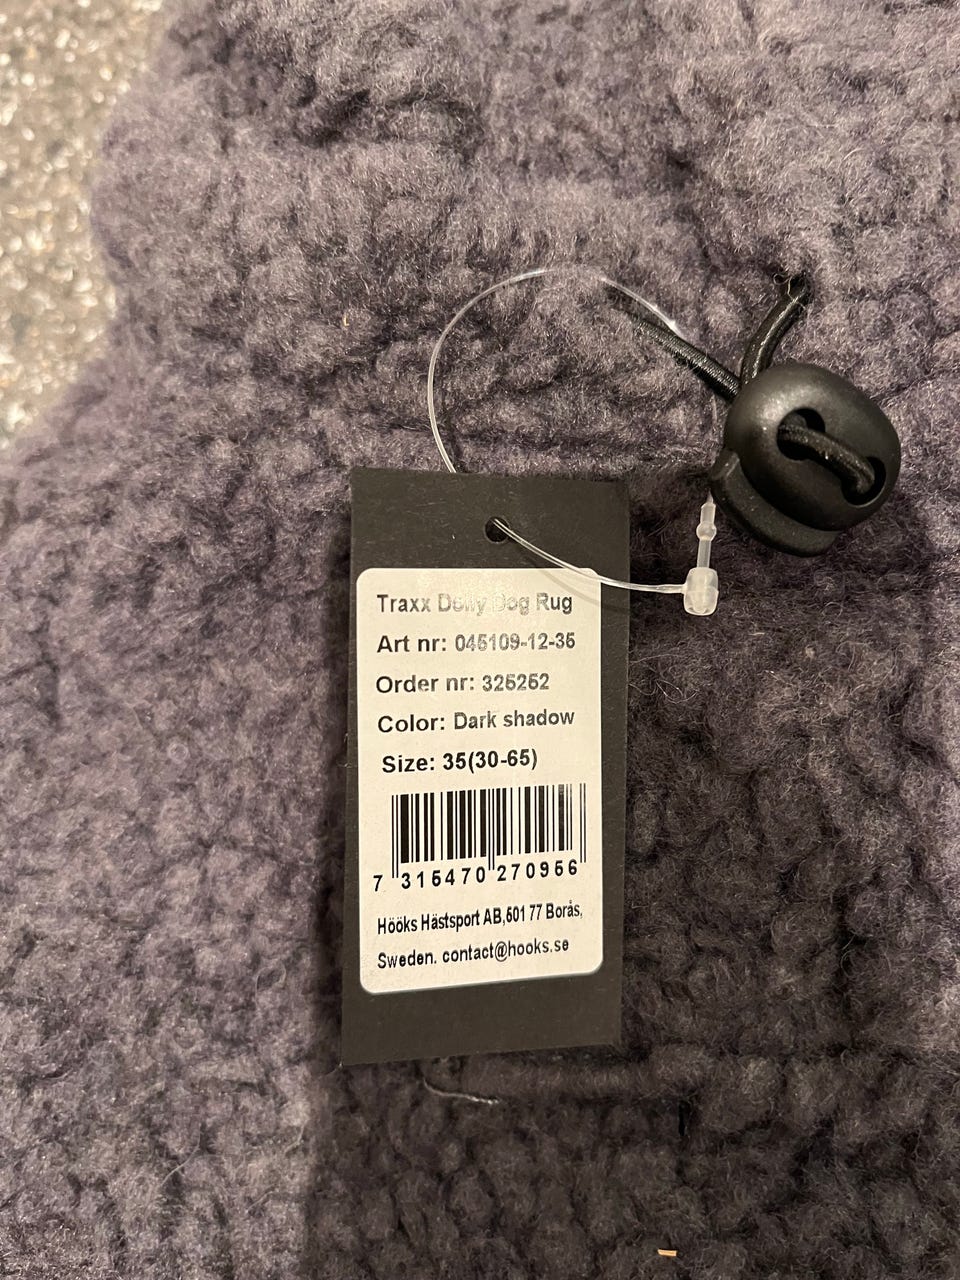 Traxx Dolly Dog Rug
Art nr: 045109-12-35
Order nr: 325252
Color: Dark shadow
Size: 35(30-65)
7 315470 270956
Hööks Hästsport AB,501 77 Borås,
Sweden. contact@hooks.se